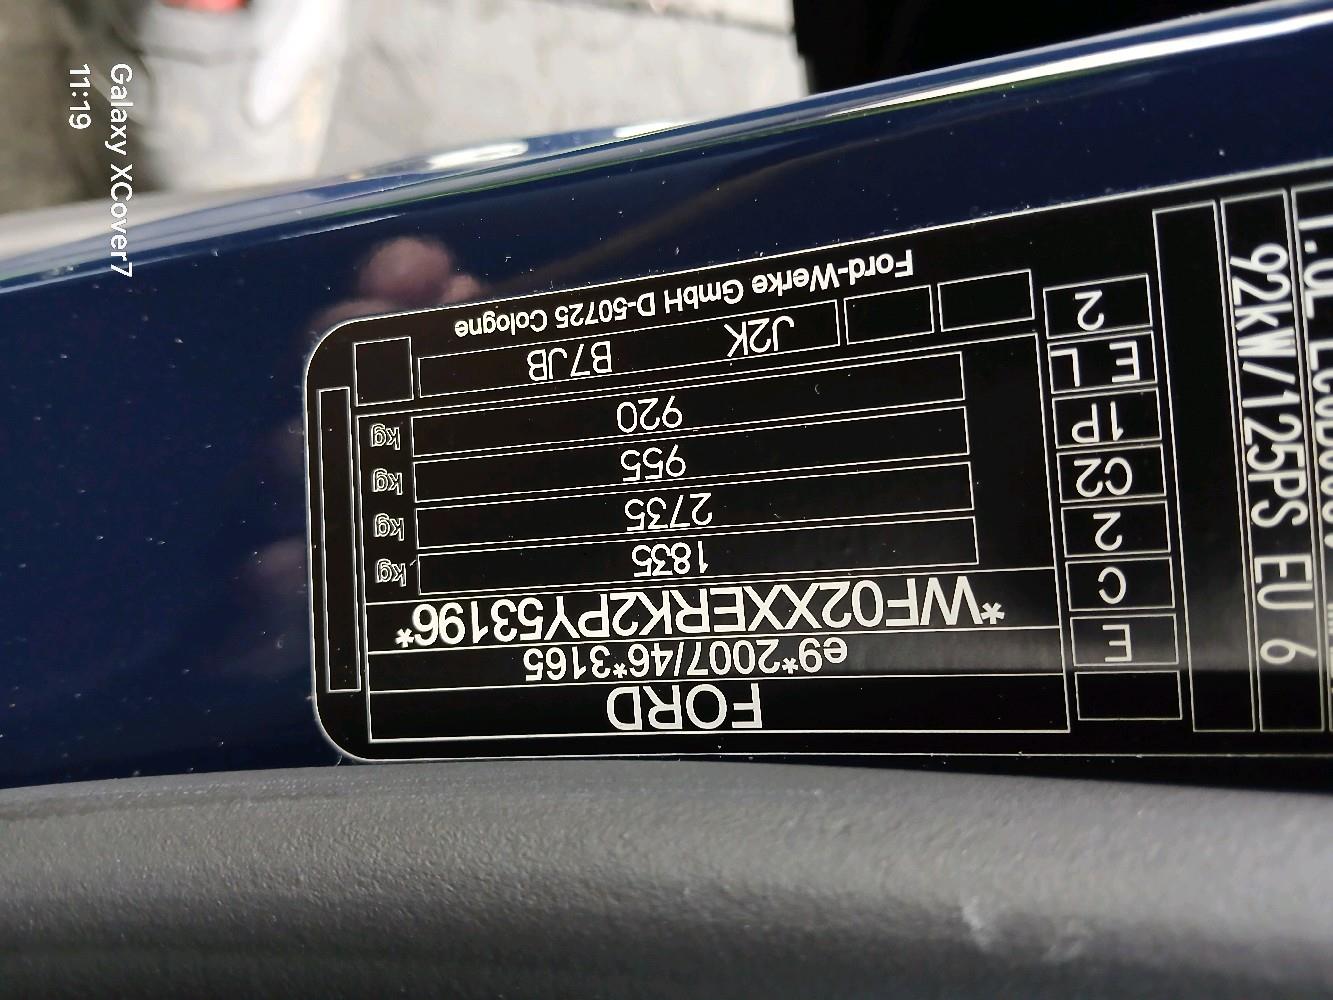 FORD
e9*2007/46*3165
*WF02XXERK2PY53196*
1835 kg
2735 kg
955 kg
920 kg
J2K B7JB
Ford-Werke GmbH D-50725 Cologne
E
C
2
C2
1P
E L
2
92kW/125PS EU 6
Galaxy XCover7
11:19